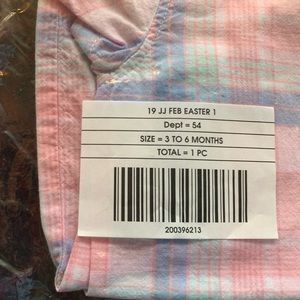 19 JJ FEB EASTER 1
Dept = 54
SIZE = 3 TO 6 MONTHS
TOTAL = 1 PC
200396213